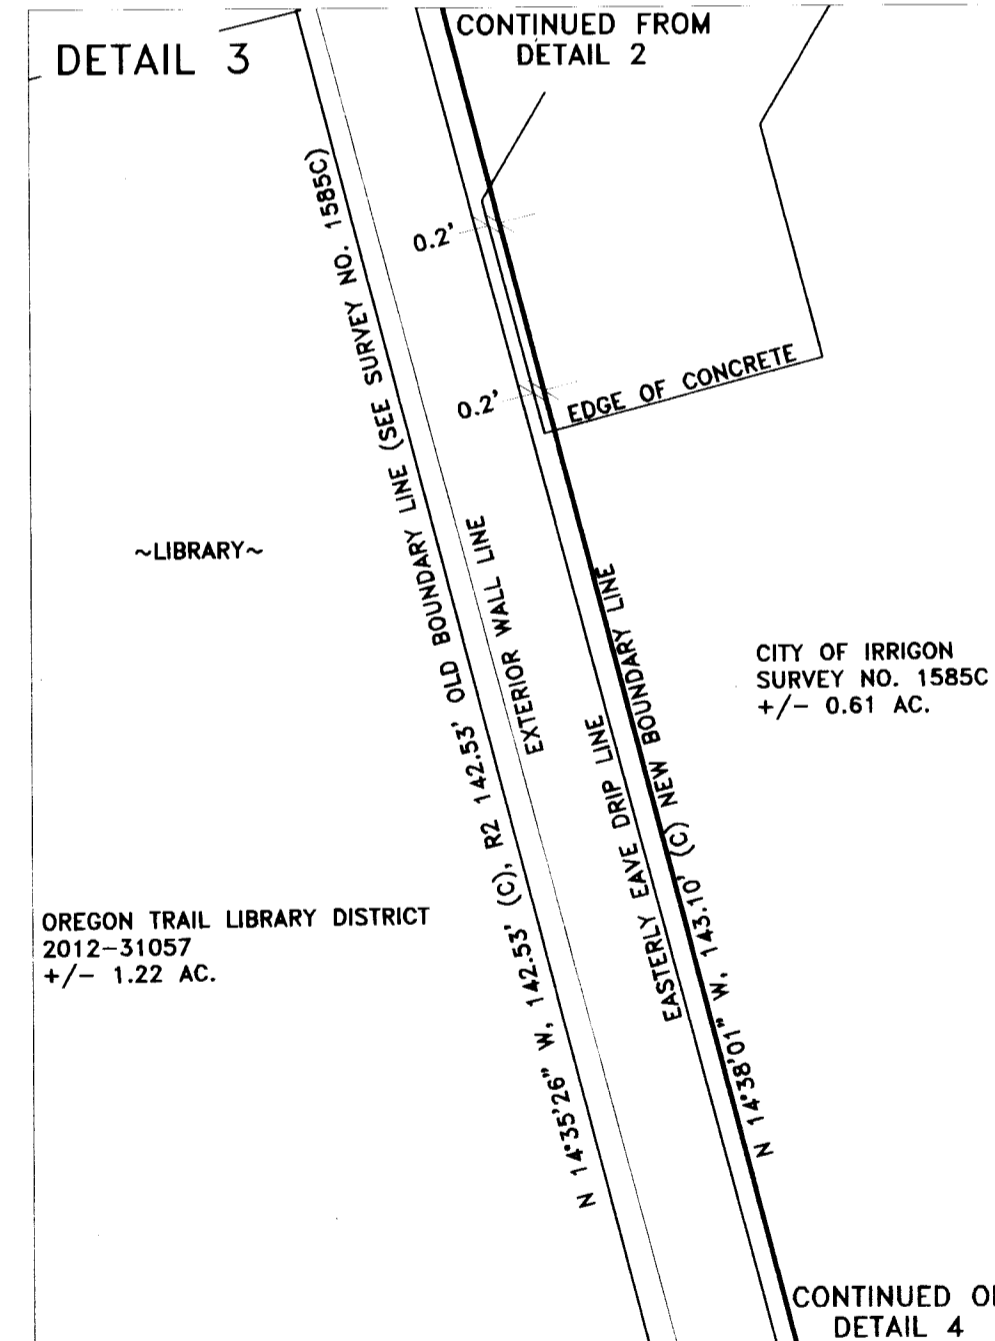 DETAIL 3
CONTINUED FROM
DETAIL 2
0.2'
0.2'
EDGE OF CONCRETE
N 14°35'26" W, 142.53' (C), R2 142.53' OLD BOUNDARY LINE (SEE SURVEY NO. 1585C)
EXTERIOR WALL LINE
~LIBRARY~
EASTERLY EAVE DRIP LINE
N 14°38'01" W, 143.10' (C) NEW BOUNDARY LINE
CITY OF IRRIGON
SURVEY NO. 1585C
+/- 0.61 AC.
OREGON TRAIL LIBRARY DISTRICT
2012-31057
+/- 1.22 AC.
CONTINUED
DETAIL 4